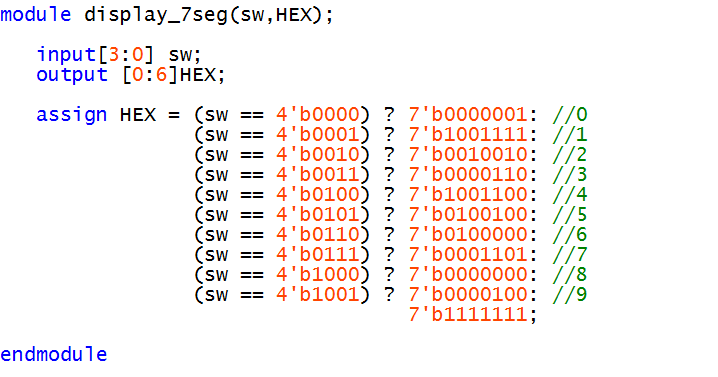 module display_7seg(sw,HEX);
input[3:0] sw;
output [0:6]HEX;
assign HEX = (sw == 4'b0000) ? 7'b0000001: //0
(sw == 4'b0001) ? 7'b1001111: //1
(sw == 4'b0010) ? 7'b0010010: //2
(sw == 4'b0011) ? 7'b0000110: //3
(sw == 4'b0100) ? 7'b1001100: //4
(sw == 4'b0101) ? 7'b0100100: //5
(sw == 4'b0110) ? 7'b0100000: //6
(sw == 4'b0111) ? 7'b0001101: //7
(sw == 4'b1000) ? 7'b0000000: //8
(sw == 4'b1001) ? 7'b0000100: //9
7'b1111111;
endmodule